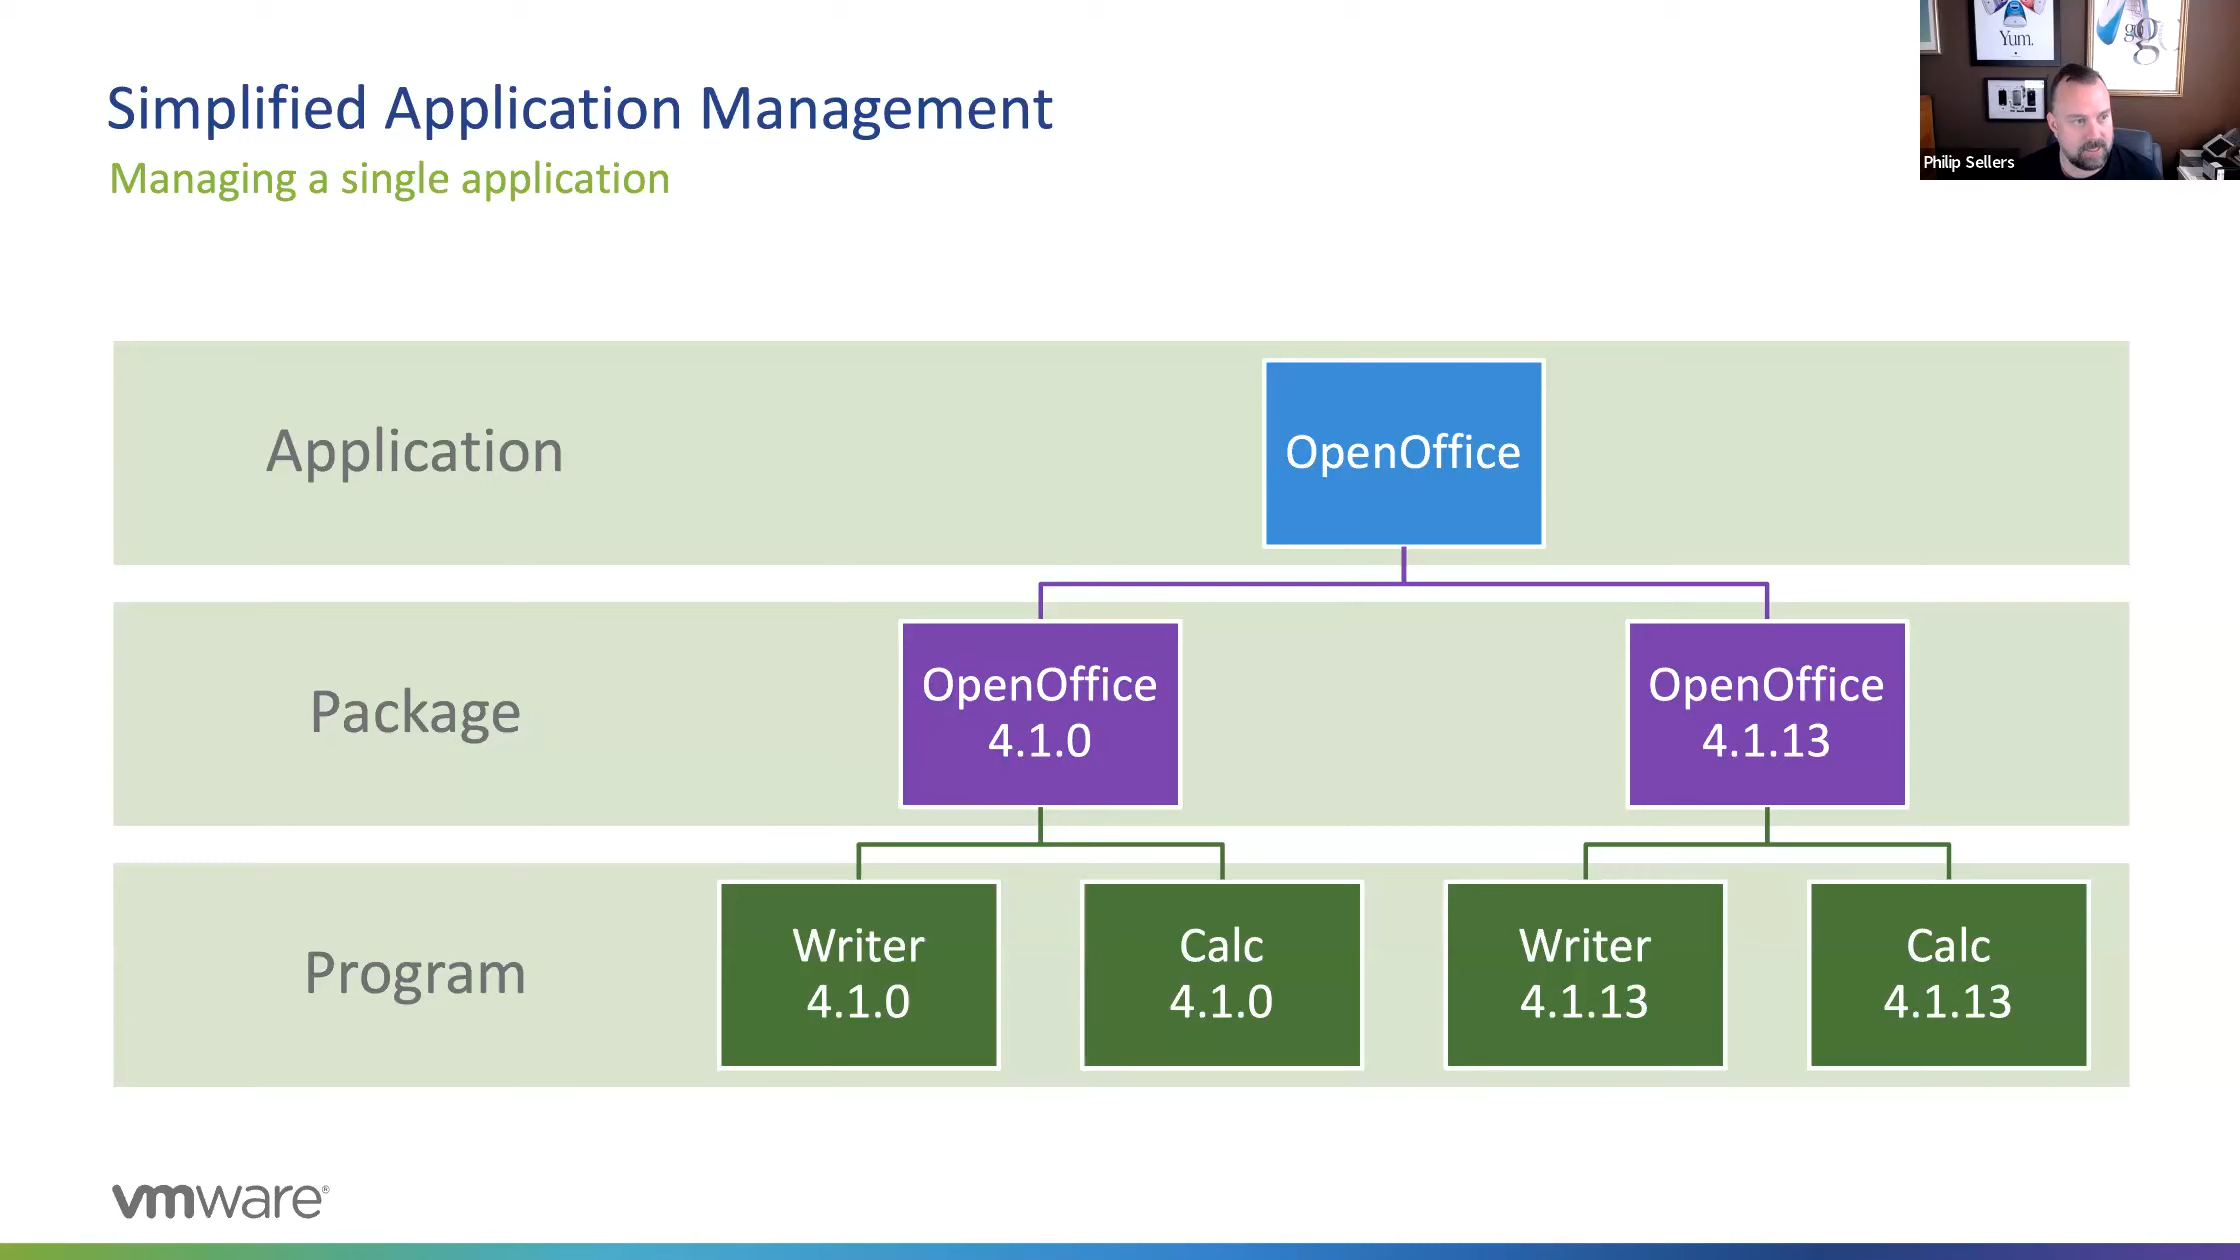 Simplified Application Management
Managing a single application
Yum.
go
g
Philip Sellers
Application
OpenOffice
Package
OpenOffice
4.1.0
OpenOffice
4.1.13
Program
Writer
4.1.0
Calc
4.1.0
Writer
4.1.13
Calc
4.1.13
vmware®